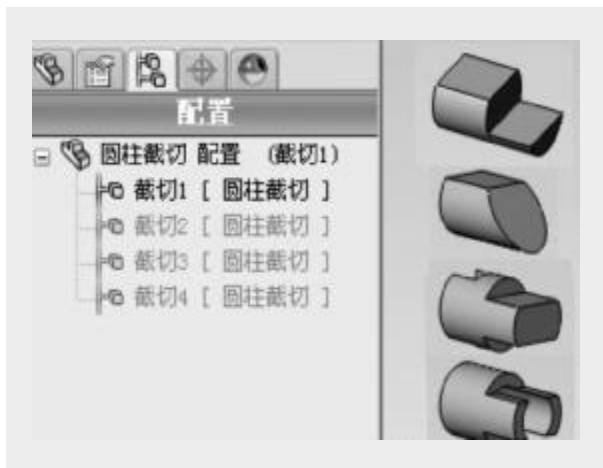 配置
圆柱截切 配置 (截切1)
截切1 [ 圆柱截切 ]
截切2 [ 圆柱截切 ]
截切3 [ 圆柱截切 ]
截切4 [ 圆柱截切 ]